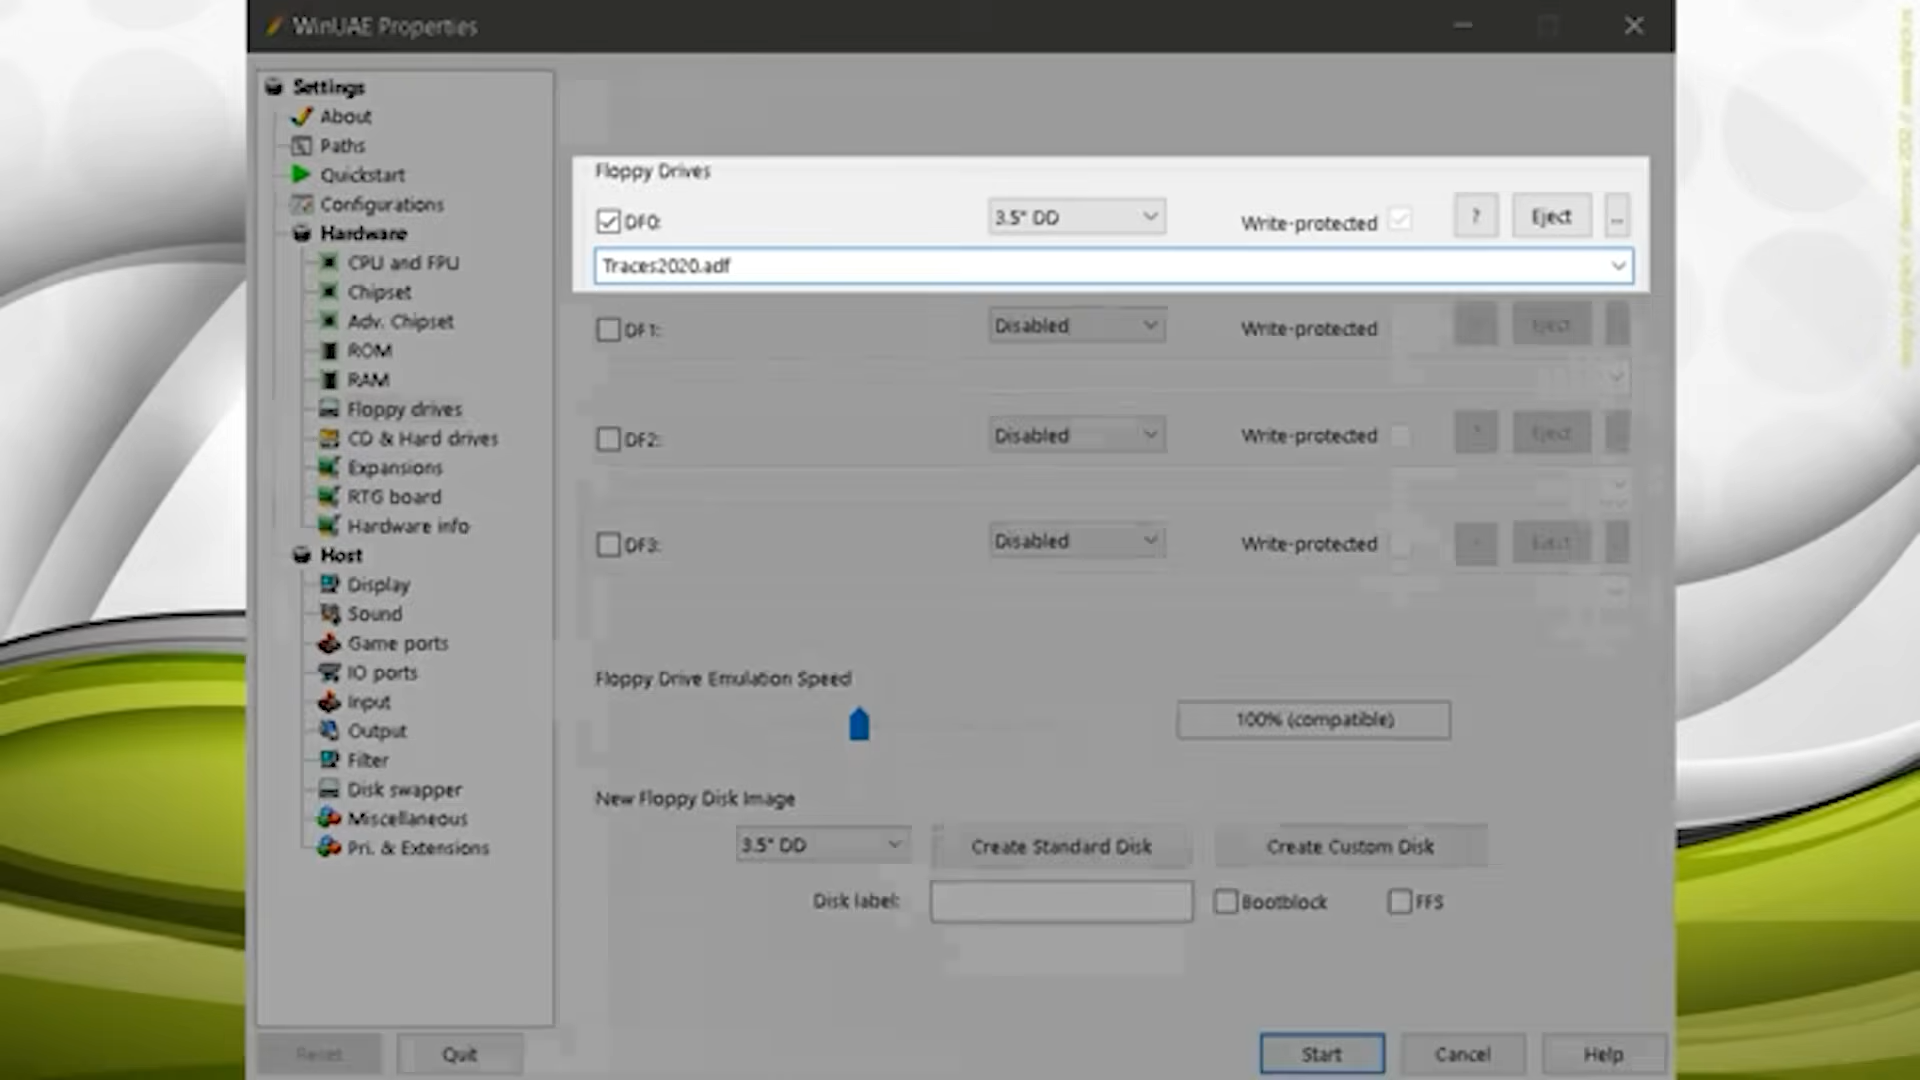 WinUAE Properties
Settings
About
Paths
Quickstart
Configurations
Hardware
CPU and FPU
Chipset
Adv. Chipset
ROM
RAM
Floppy drives
CD & Hard drives
Expansions
RTG board
Hardware info
Host
Display
Sound
Game ports
IO ports
Input
Output
Filter
Disk swapper
Miscellaneous
Pri. & Extensions
Reset
Quit
Floppy Drives
DF0: 3.5" DD Write-protected ? Eject ...
Traces2020.adf
DF1: Disabled Write-protected Eject
DF2: Disabled Write-protected Eject
DF3: Disabled Write-protected Eject
Floppy Drive Emulation Speed
100% (compatible)
New Floppy Disk Image
3.5" DD Create Standard Disk Create Custom Disk
Disk label: Bootblock FFS
Start Cancel Help